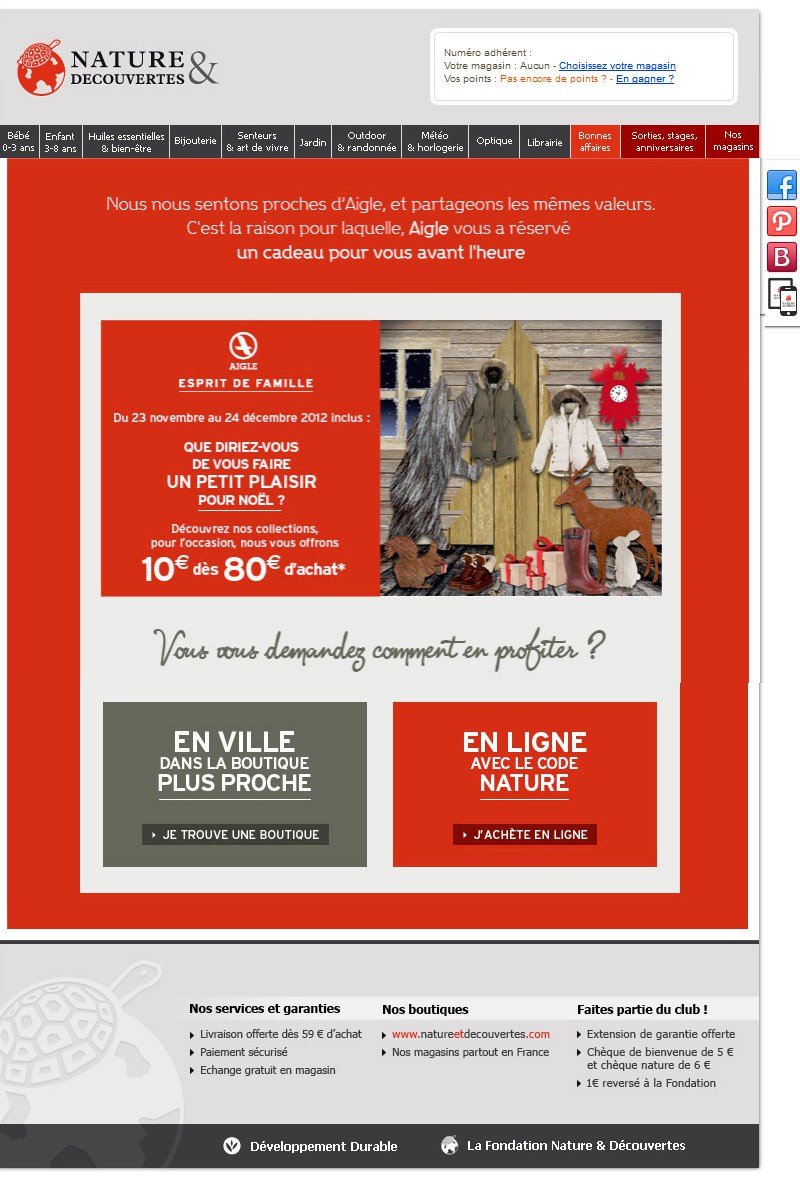 NATURE &
DECOUVERTES
Numéro adhérent :
Votre magasin : Aucun - Choisissez votre magasin
Vos points : Pas encore de points ? - En gagner ?
Bébé
0-3 ans
Enfant
3-8 ans
Huiles essentielles
& bien-être
Bijouterie
Senteurs
& art de vivre
Jardin
Outdoor
& randonnée
Météo
& horlogerie
Optique
Librairie
Bonnes
affaires
Sorties, stages,
anniversaires
Nos
magasins
Nous nous sentons proches d'Aigle, et partageons les mêmes valeurs.
C'est la raison pour laquelle, Aigle vous a réservé
un cadeau pour vous avant l'heure
AIGLE
ESPRIT DE FAMILLE
Du 23 novembre au 24 décembre 2012 inclus :
QUE DIRIEZ-VOUS
DE VOUS FAIRE
UN PETIT PLAISIR
POUR NOËL ?
Découvrez nos collections,
pour l'occasion, nous vous offrons
10€ dès 80€ d'achat*
Vous vous demandez comment en profiter ?
EN VILLE
DANS LA BOUTIQUE
PLUS PROCHE
JE TROUVE UNE BOUTIQUE
EN LIGNE
AVEC LE CODE
NATURE
J'ACHÈTE EN LIGNE
Nos services et garanties
Livraison offerte dès 59 € d'achat
Paiement sécurisé
Echange gratuit en magasin
Nos boutiques
www.natureetdecouvertes.com
Nos magasins partout en France
Faites partie du club !
Extension de garantie offerte
Chèque de bienvenue de 5 €
et chèque nature de 6 €
1€ reversé à la Fondation
Développement Durable
La Fondation Nature & Découvertes